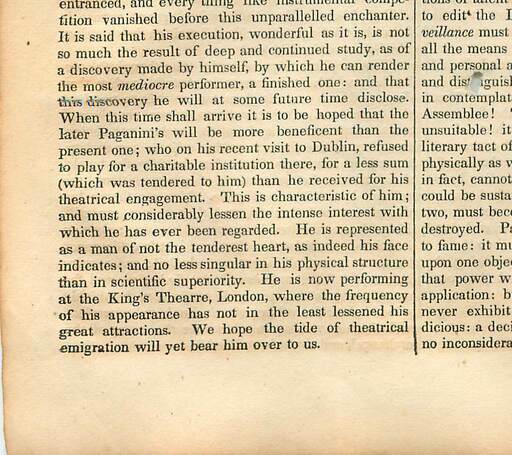 entranced, and every thing like instrumental compe-
tition vanished before this unparallelled enchanter.
It is said that his execution, wonderful as it is, is not
so much the result of deep and continued study, as of
a discovery made by himself, by which he can render
the most mediocre performer, a finished one: and that
this discovery he will at some future time disclose.
When this time shall arrive it is to be hoped that the
later Paganini's will be more beneficent than the
present one; who on his recent visit to Dublin, refused
to play for a charitable institution there, for a less sum
(which was tendered to him) than he received for his
theatrical engagement. This is characteristic of him;
and must considerably lessen the intense interest with
which he has ever been regarded. He is represented
as a man of not the tenderest heart, as indeed his face
indicates; and no less singular in his physical structure
than in scientific superiority. He is now performing
at the King's Thearre, London, where the frequency
of his appearance has not in the least lessened his
great attractions. We hope the tide of theatrical
emigration will yet bear him over to us.
to edit the
veillance must
all the means
and personal a
and
in contemplat
Assemblee!
unsuitable! it
literary tact of
physically as v
in fact, cannot
could be susta
two, must bec
destroyed. Pa
to fame: it mu
upon one objec
that power w
application: b
never exhibit
dicious: a deci
no inconsidera